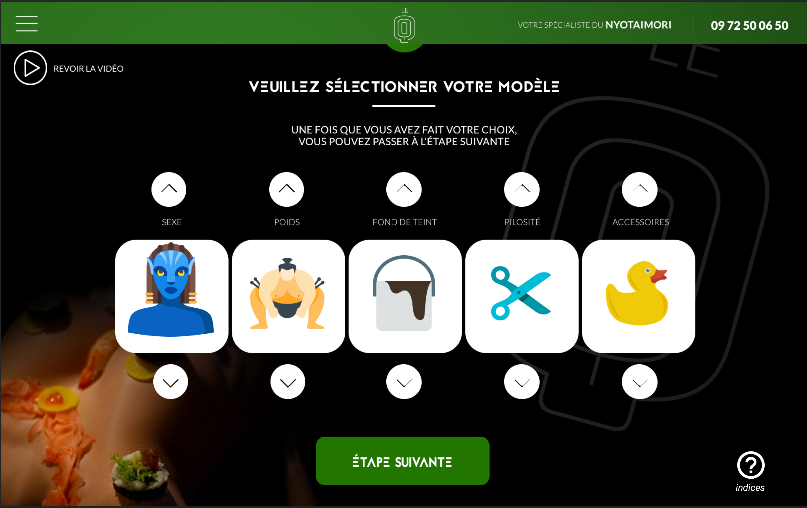 LE
VOTRE SPÉCIALISTE DU NYOTAIMORI
09 72 50 06 50
REVOIR LA VIDÉO
LE
VEUILLEZ SÉLECTIONNER VOTRE MODÈLE
UNE FOIS QUE VOUS AVEZ FAIT VOTRE CHOIX,
VOUS POUVEZ PASSER À L'ÉTAPE SUIVANTE
SEXE
POIDS
FOND DE TEINT
PILOSITÉ
ACCESSOIRES
ÉTAPE SUIVANTE
?
indices